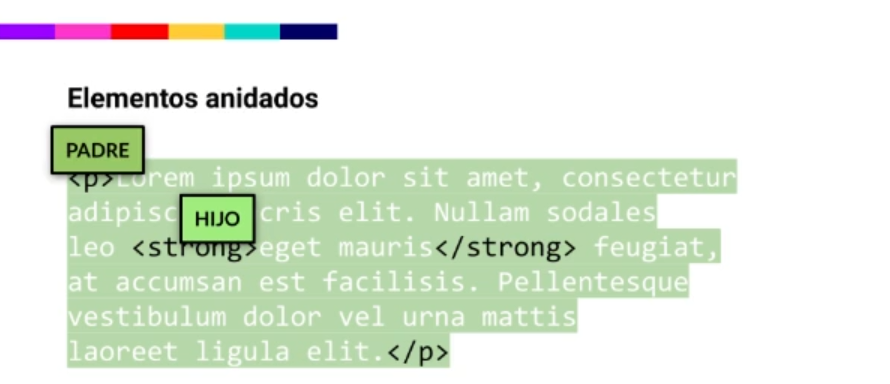 Elementos anidados
PADRE
<p>Lorem ipsum dolor sit amet, consectetur
adipisc cris elit. Nullam sodales
HIJO
leo <strong>eget mauris</strong> feugiat,
at accumsan est facilisis. Pellentesque
vestibulum dolor vel urna mattis
laoreet ligula elit.</p>